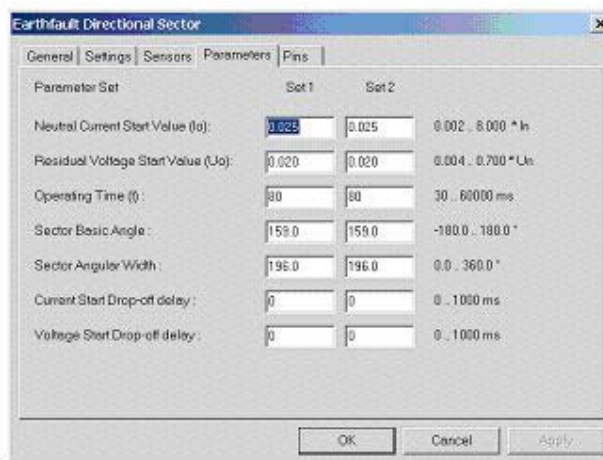 Earthfault Directional Sector
General Settings Sensors Parameters Pins
Parameter Set Set 1 Set 2
Neutral Current Start Value (Io): 0.025 0.025 0.002 .. 8.000 * In
Residual Voltage Start Value (Uo): 0.020 0.020 0.004 .. 0.700 * Un
Operating Time (t) : 80 80 30 .. 60000 ms
Sector Basic Angle : 159.0 159.0 -180.0 .. 180.0 °
Sector Angular Width : 196.0 196.0 0.0 .. 360.0 °
Current Start Drop-off delay : 0 0 0 .. 1000 ms
Voltage Start Drop-off delay : 0 0 0 .. 1000 ms
OK Cancel Apply